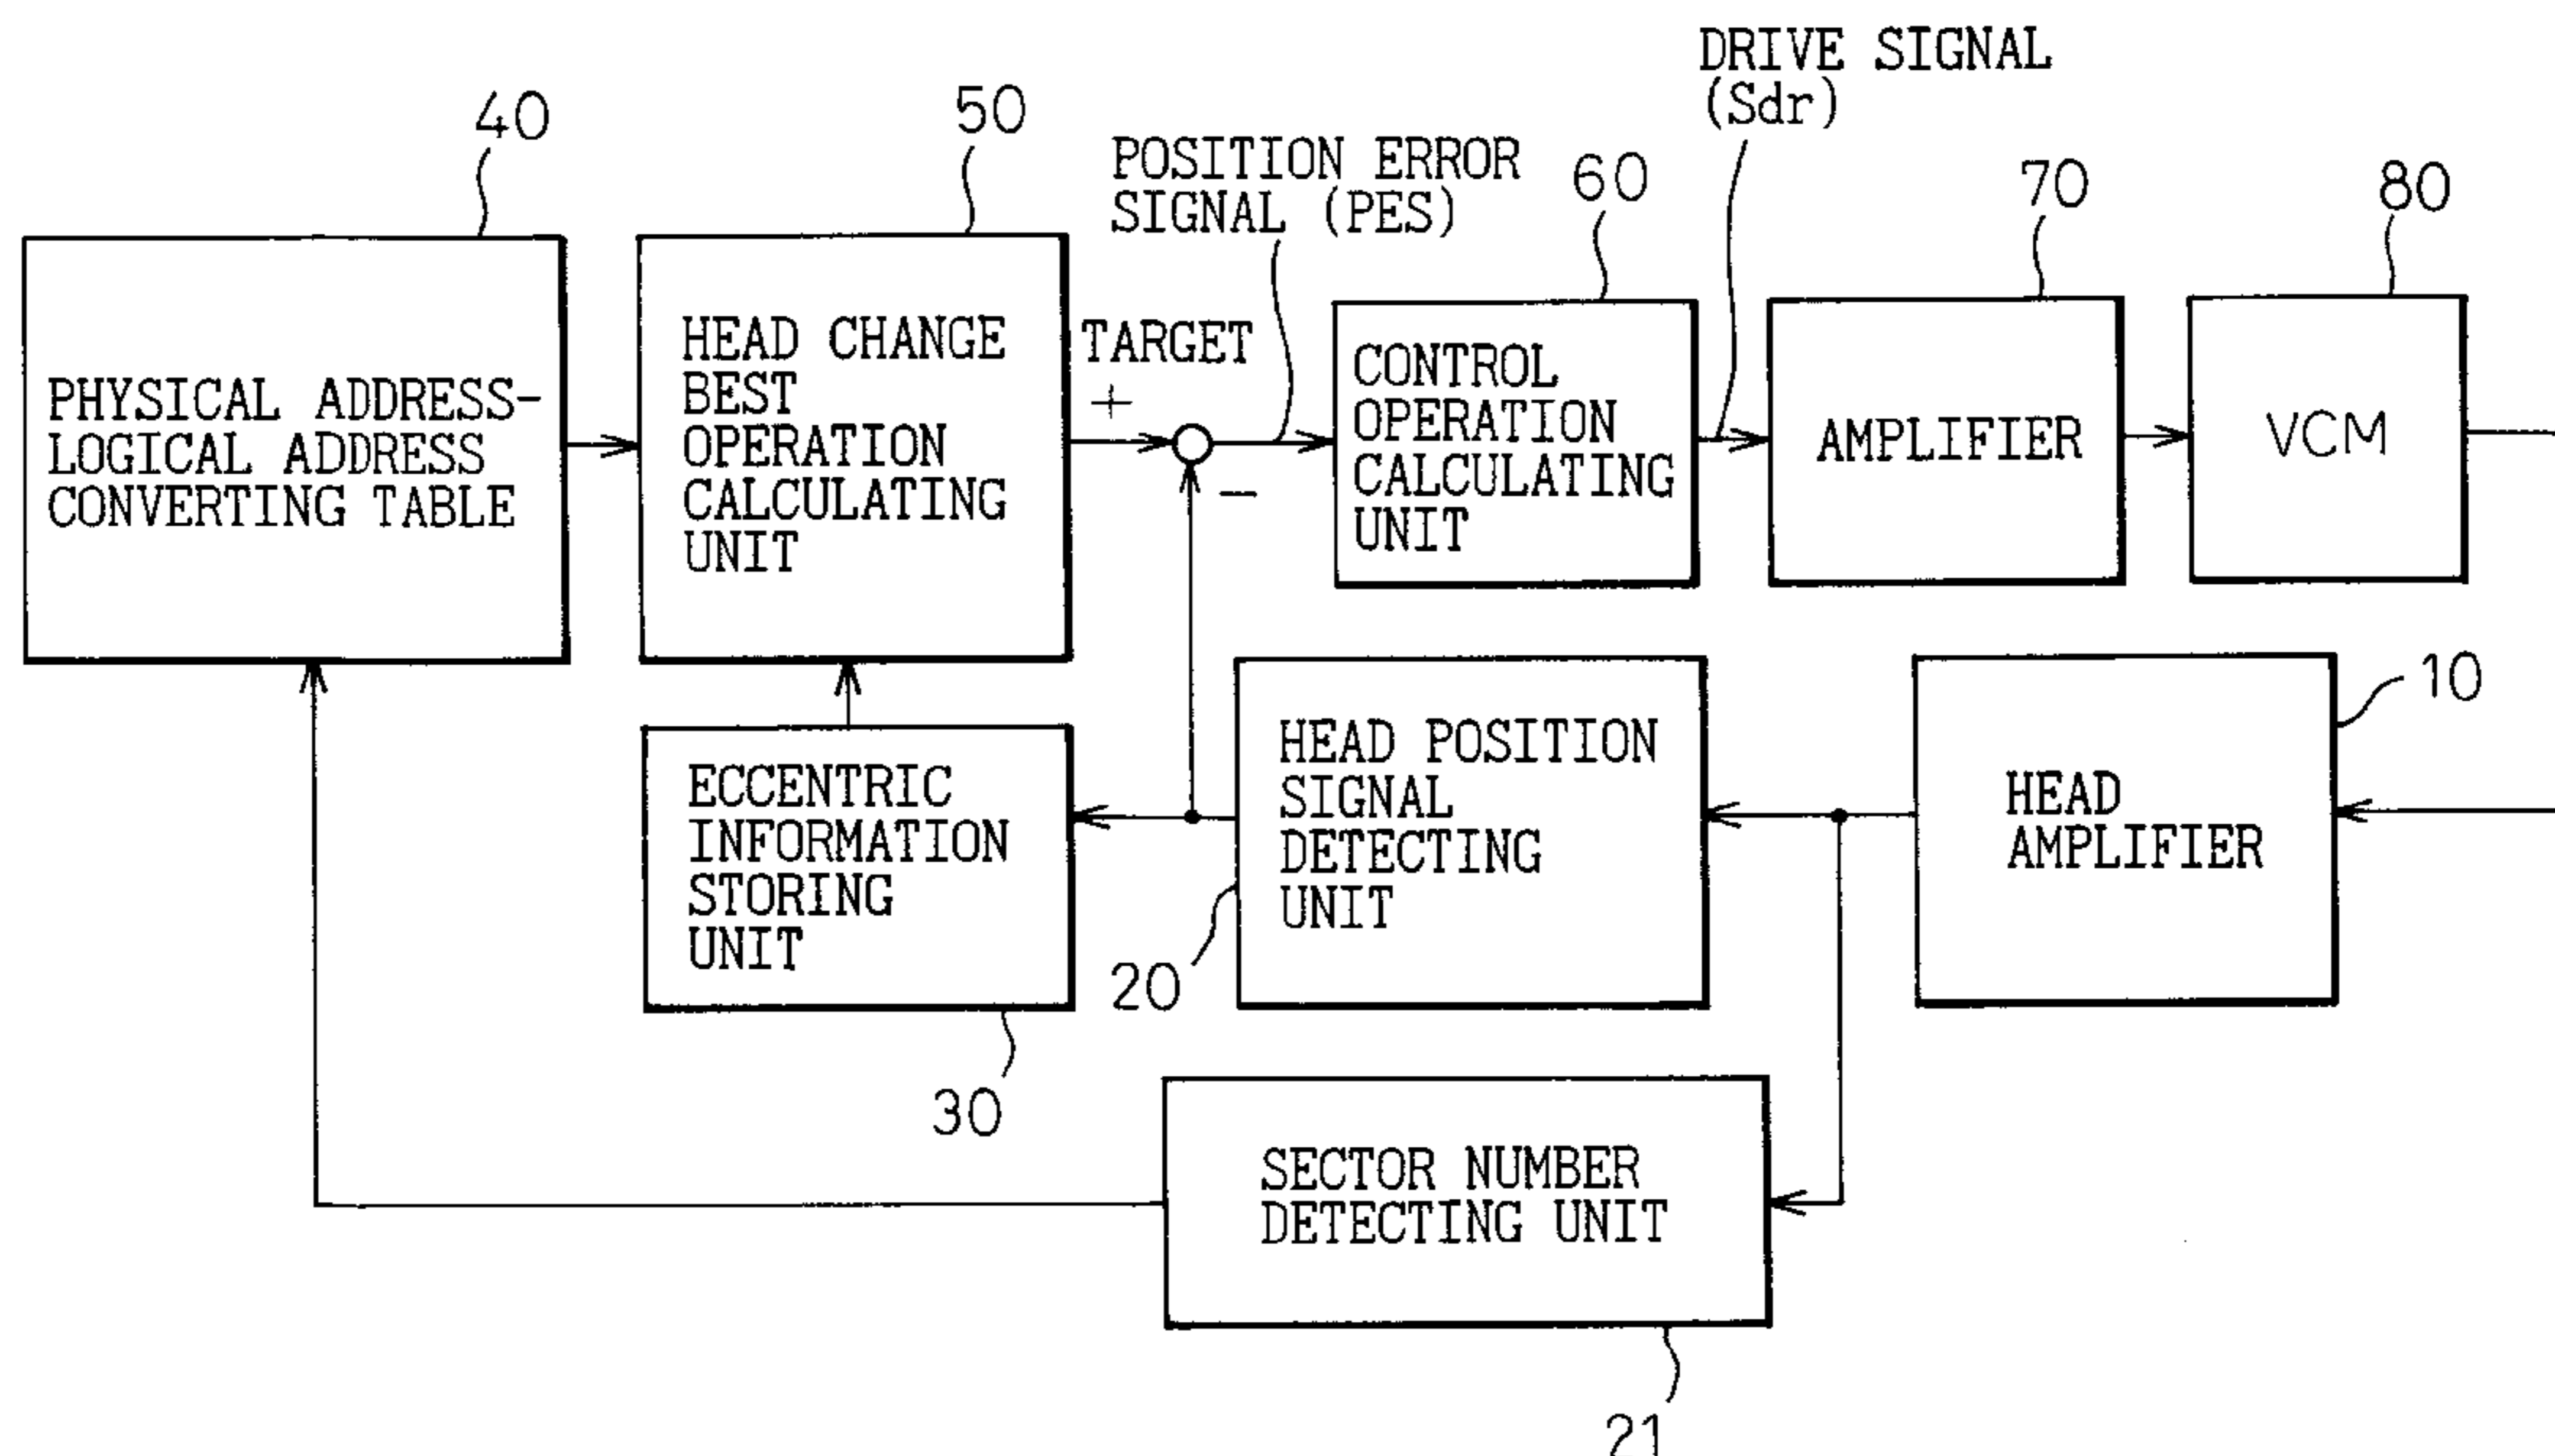 DRIVE SIGNAL
(Sdr)
40
50
POSITION ERROR
SIGNAL (PES)
60
70
80
PHYSICAL ADDRESS-
LOGICAL ADDRESS
CONVERTING TABLE
HEAD CHANGE
BEST
OPERATION
CALCULATING
UNIT
TARGET
+
−
CONTROL
OPERATION
CALCULATING
UNIT
AMPLIFIER
VCM
ECCENTRIC
INFORMATION
STORING
UNIT
30
HEAD POSITION
SIGNAL
DETECTING
UNIT
20
HEAD
AMPLIFIER
10
SECTOR NUMBER
DETECTING UNIT
21